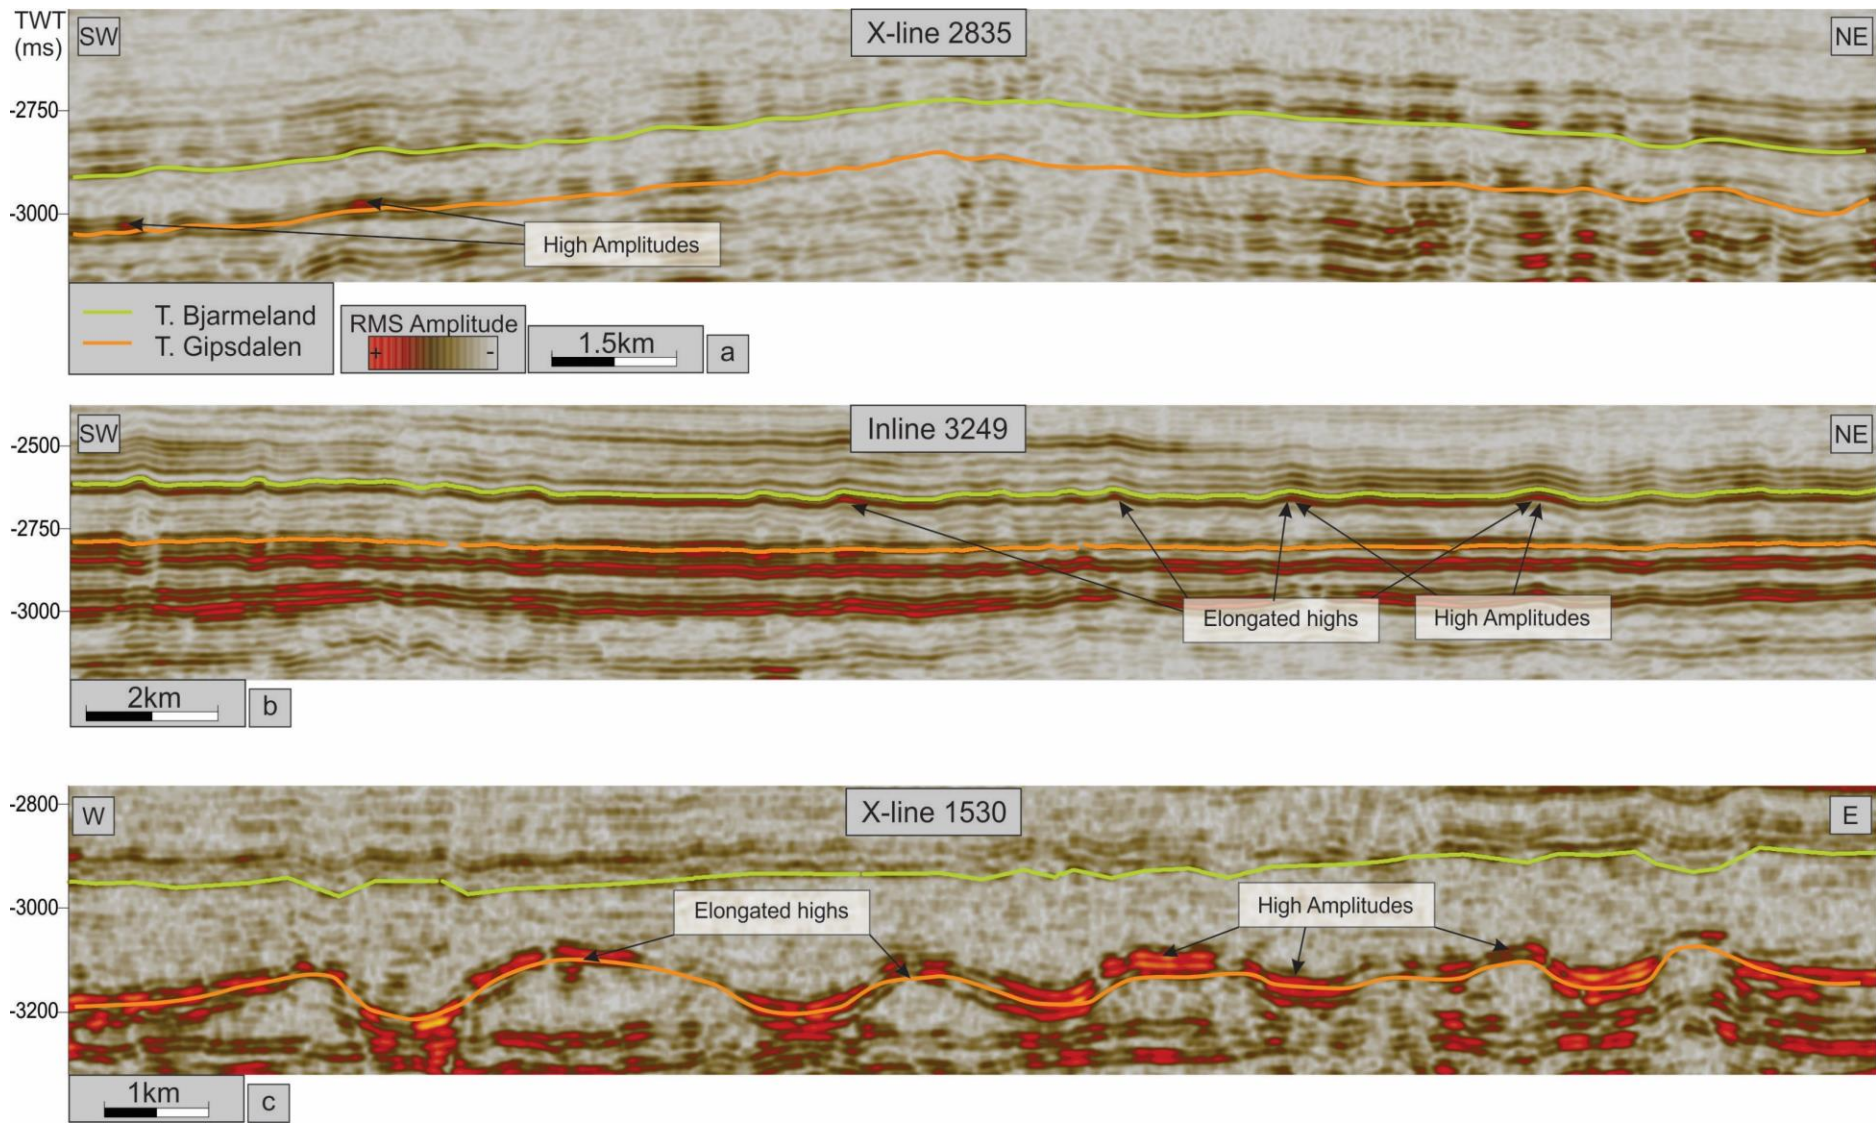 TWT
(ms)
SW
X-line 2835
NE
-2750
-3000
High Amplitudes
T. Bjarmeland
T. Gipsdalen
RMS Amplitude
+
-
1.5km
a
SW
Inline 3249
NE
-2500
-2750
-3000
Elongated highs
High Amplitudes
2km
b
-2800
W
X-line 1530
E
-3000
Elongated highs
High Amplitudes
-3200
1km
c